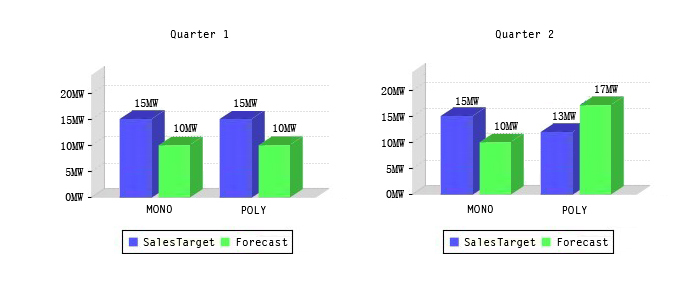 Quarter 1
20MW
15MW
10MW
5MW
0MW
15MW
10MW
15MW
10MW
MONO POLY
SalesTarget Forecast
Quarter 2
20MW
15MW
10MW
5MW
0MW
15MW
10MW
13MW
17MW
MONO POLY
SalesTarget Forecast